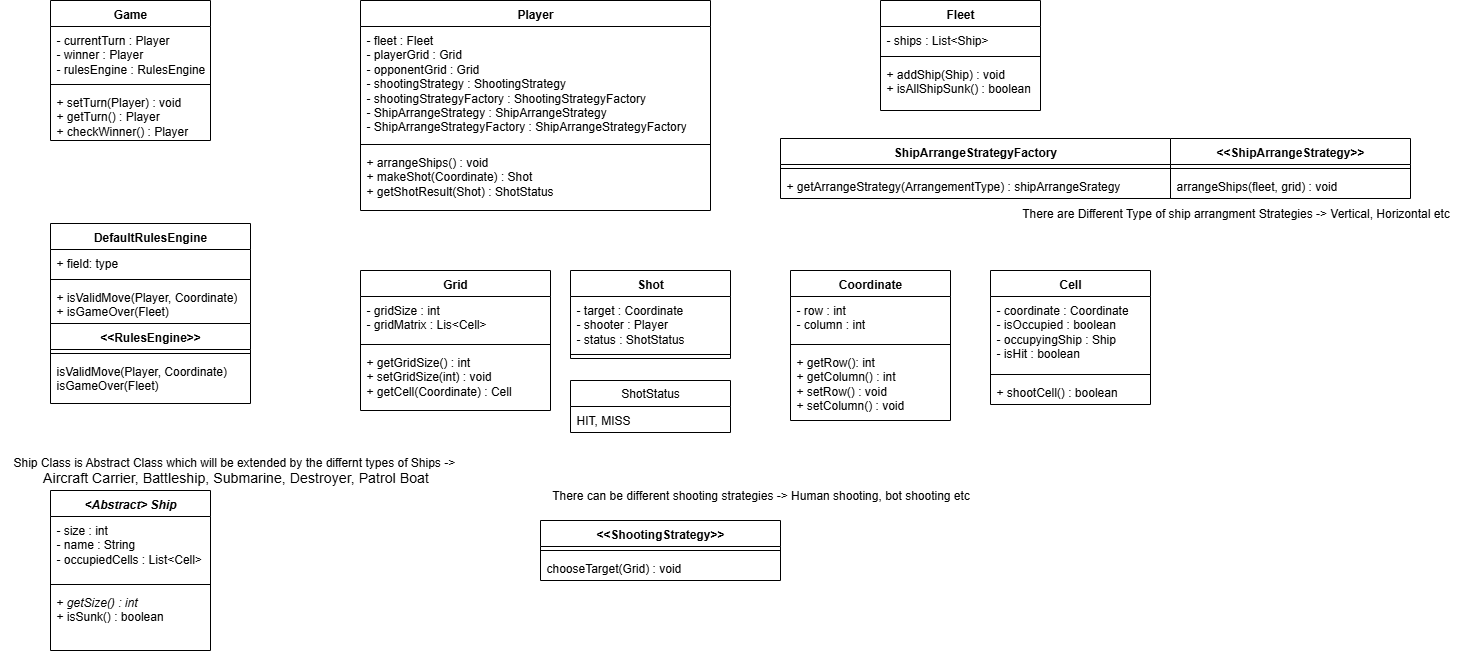 Game
- currentTurn : Player
- winner : Player
- rulesEngine : RulesEngine
+ setTurn(Player) : void
+ getTurn() : Player
+ checkWinner() : Player
Player
- fleet : Fleet
- playerGrid : Grid
- opponentGrid : Grid
- shootingStrategy : ShootingStrategy
- shootingStrategyFactory : ShootingStrategyFactory
- ShipArrangeStrategy : ShipArrangeStrategy
- ShipArrangeStrategyFactory : ShipArrangeStrategyFactory
+ arrangeShips() : void
+ makeShot(Coordinate) : Shot
+ getShotResult(Shot) : ShotStatus
Fleet
- ships : List<Ship>
+ addShip(Ship) : void
+ isAllShipSunk() : boolean
ShipArrangeStrategyFactory
+ getArrangeStrategy(ArrangementType) : shipArrangeSrategy
<<ShipArrangeStrategy>>
arrangeShips(fleet, grid) : void
There are Different Type of ship arrangment Strategies -> Vertical, Horizontal etc
DefaultRulesEngine
+ field: type
+ isValidMove(Player, Coordinate)
+ isGameOver(Fleet)
<<RulesEngine>>
isValidMove(Player, Coordinate)
isGameOver(Fleet)
Grid
- gridSize : int
- gridMatrix : Lis<Cell>
+ getGridSize() : int
+ setGridSize(int) : void
+ getCell(Coordinate) : Cell
Shot
- target : Coordinate
- shooter : Player
- status : ShotStatus
ShotStatus
HIT, MISS
Coordinate
- row : int
- column : int
+ getRow(): int
+ getColumn() : int
+ setRow() : void
+ setColumn() : void
Cell
- coordinate : Coordinate
- isOccupied : boolean
- occupyingShip : Ship
- isHit : boolean
+ shootCell() : boolean
Ship Class is Abstract Class which will be extended by the differnt types of Ships ->
Aircraft Carrier, Battleship, Submarine, Destroyer, Patrol Boat
<Abstract> Ship
- size : int
- name : String
- occupiedCells : List<Cell>
+ getSize() : int
+ isSunk() : boolean
There can be different shooting strategies -> Human shooting, bot shooting etc
<<ShootingStrategy>>
chooseTarget(Grid) : void